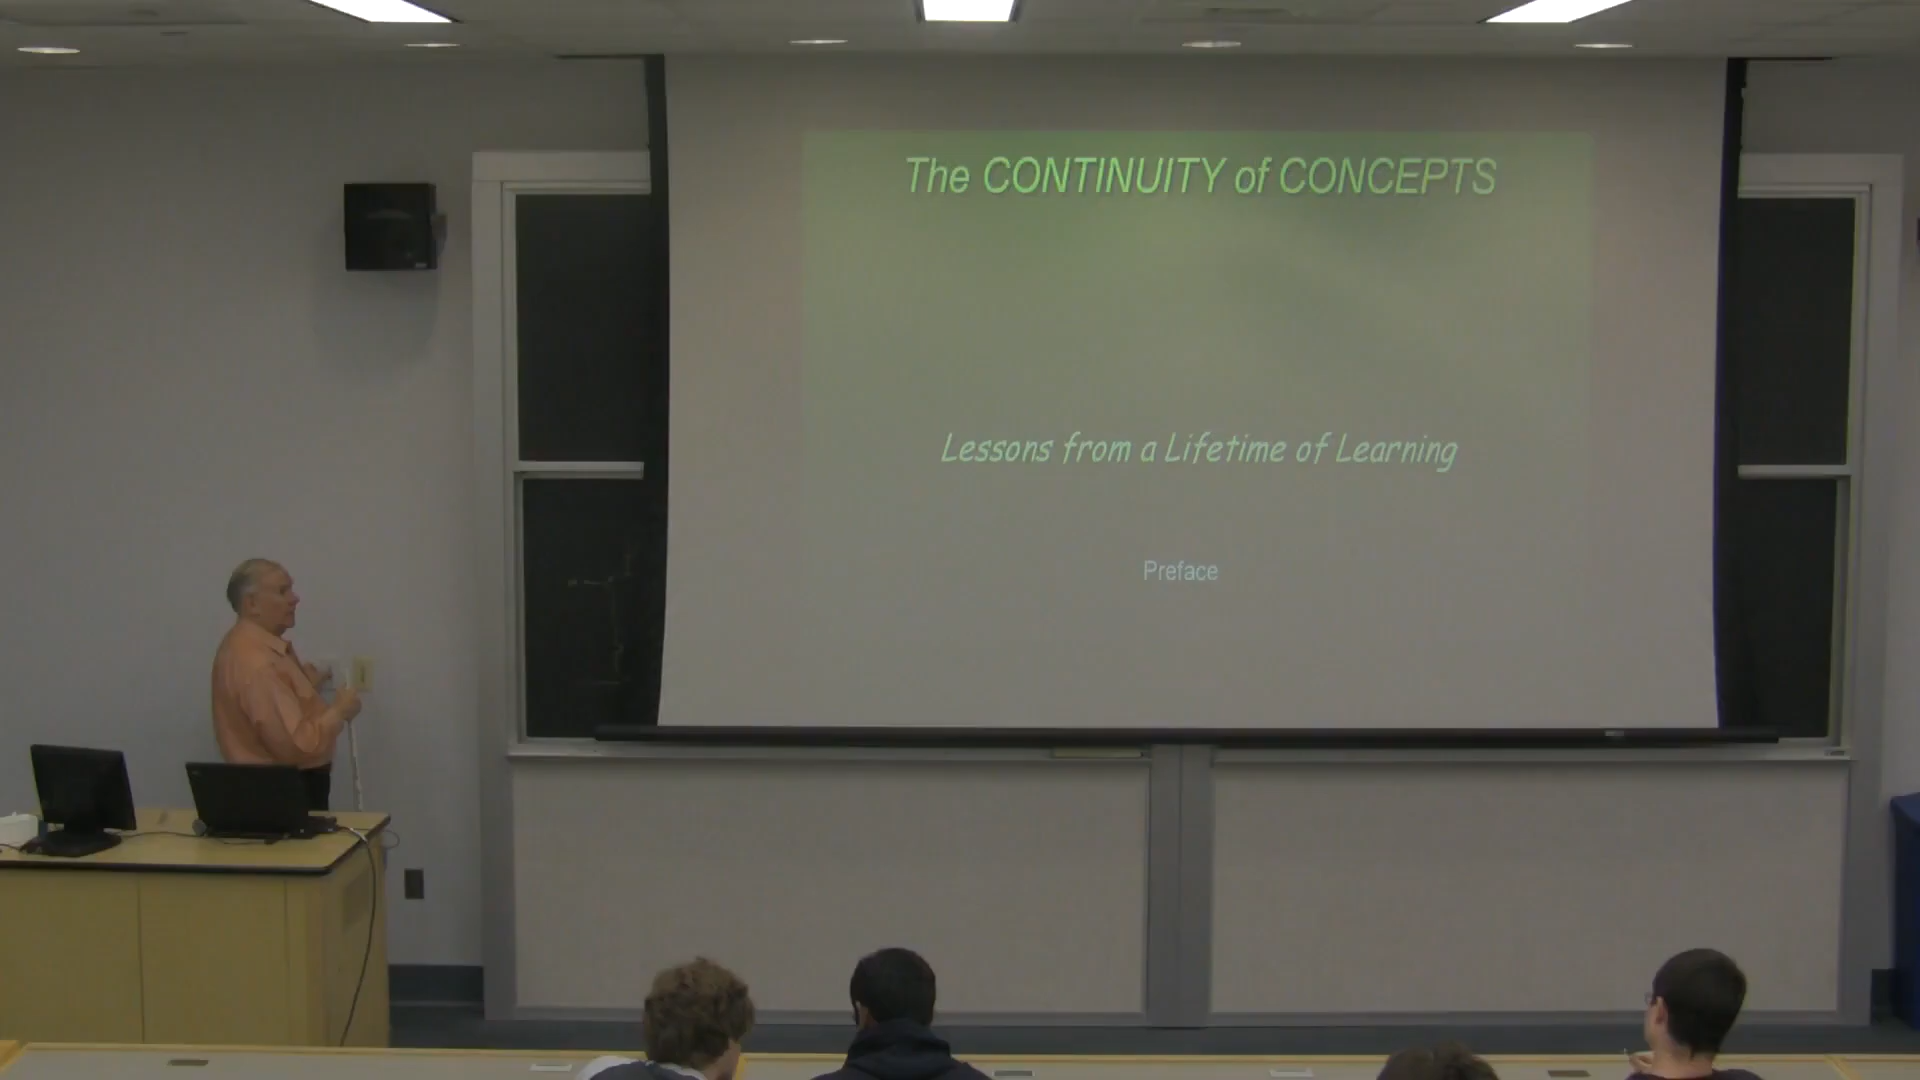 The CONTINUITY of CONCEPTS
Lessons from a Lifetime of Learning
Preface